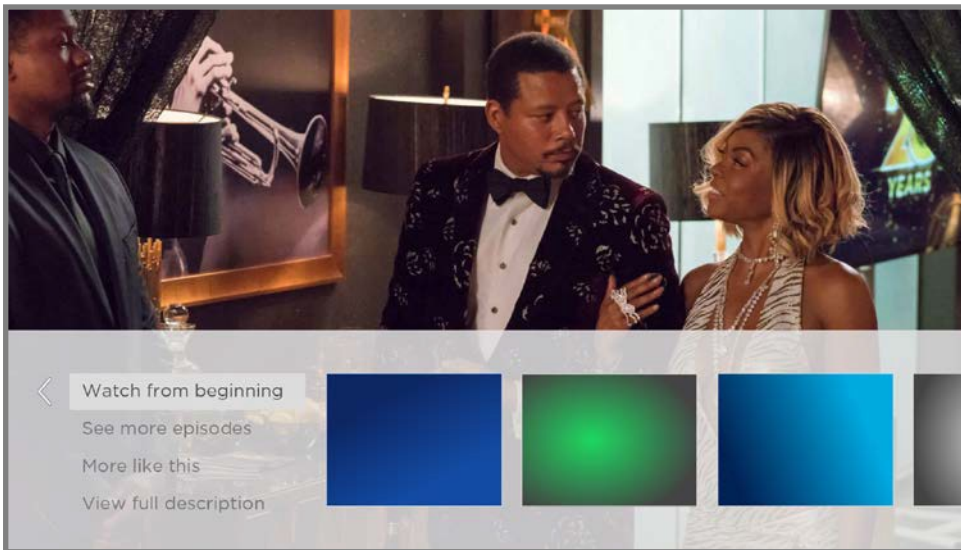 YEARS
Watch from beginning
See more episodes
More like this
View full description